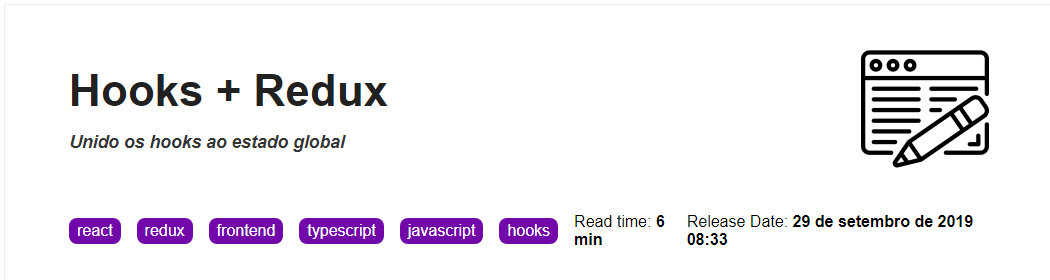 Hooks + Redux
Unido os hooks ao estado global
react redux frontend typescript javascript hooks
Read time: 6 min
Release Date: 29 de setembro de 2019 08:33